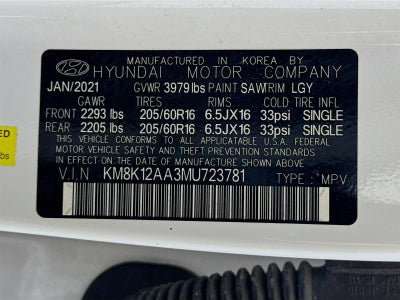 MANUFACTURED IN KOREA BY
HYUNDAI MOTOR COMPANY
JAN/2021 GVWR 3979 lbs PAINT SAW TRIM LGY
GAWR TIRES RIMS COLD TIRE INFL
FRONT 2293 lbs 205/60R16 6.5JX16 33psi SINGLE
REAR 2205 lbs 205/60R16 6.5JX16 33psi SINGLE
THIS VEHICLE CONFORMS TO ALL APPLICABLE U.S. FEDERAL
MOTOR VEHICLE SAFETY AND THEFT PREVENTION STANDARDS
IN EFFECT ON THE DATE OF MANUFACTURE SHOWN ABOVE.
V.I.N KM8K12AA3MU723781
TYPE : "MPV
lbs